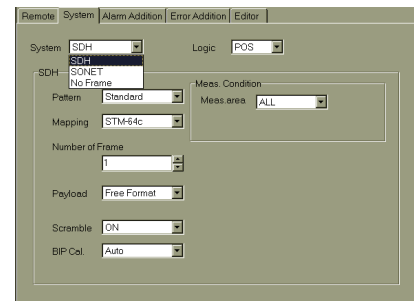 Remote System Alarm Addition Error Addition Editor
System SDH Logic POS
SDH
SONET
No Frame
SDH
Meas. Condition
Pattern Standard
Meas.area ALL
Mapping STM-64c
Number of Frame
1
Payload Free Format
Scramble ON
BIP Cal. Auto